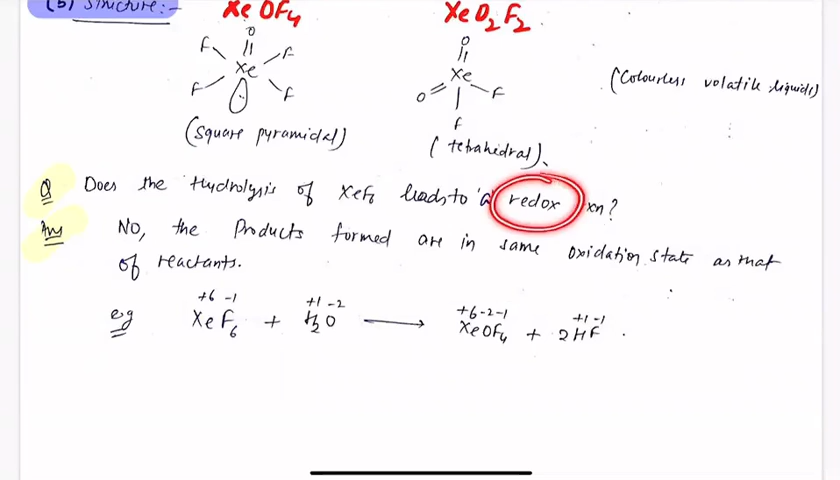 (b) Structure:-
XeOF4 XeO2F2
F O F
Xe
F F
(square pyramidal)
O
O Xe F
F
(tetrahedral)
(Colourless volatile liquids)
Q Does the Hydrolysis of XeF6 leads to a redox rxn?
Ans No, the Products formed are in same oxidation state as that
of reactants.
+6 -1 +1 -2 +6-2-1 +1 -1
eg XeF6 + H2O → XeOF4 + 2HF.